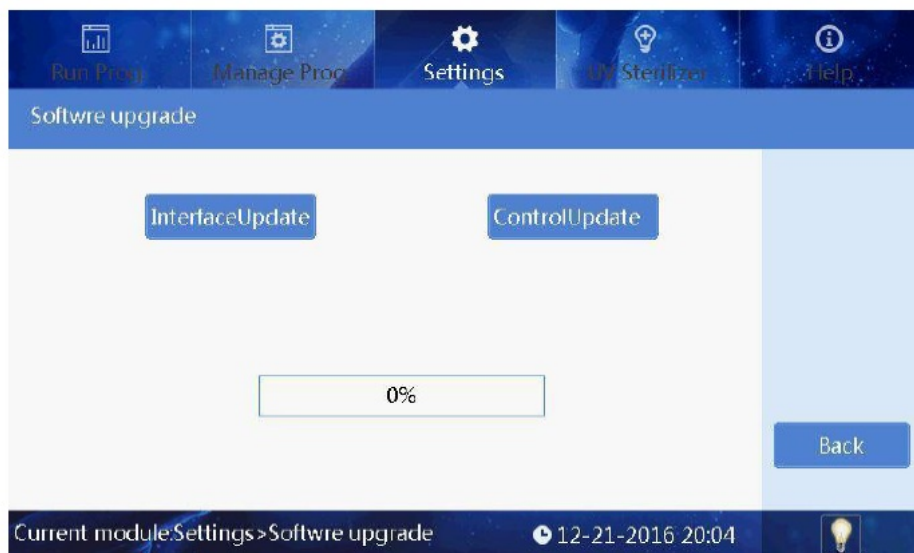 Run Prog.
Manage Prog.
Settings
UV Sterilizer
Help
Softwre upgrade
InterfaceUpdate
ControlUpdate
0%
Back
Current module:Settings>Softwre upgrade
12-21-2016 20:04